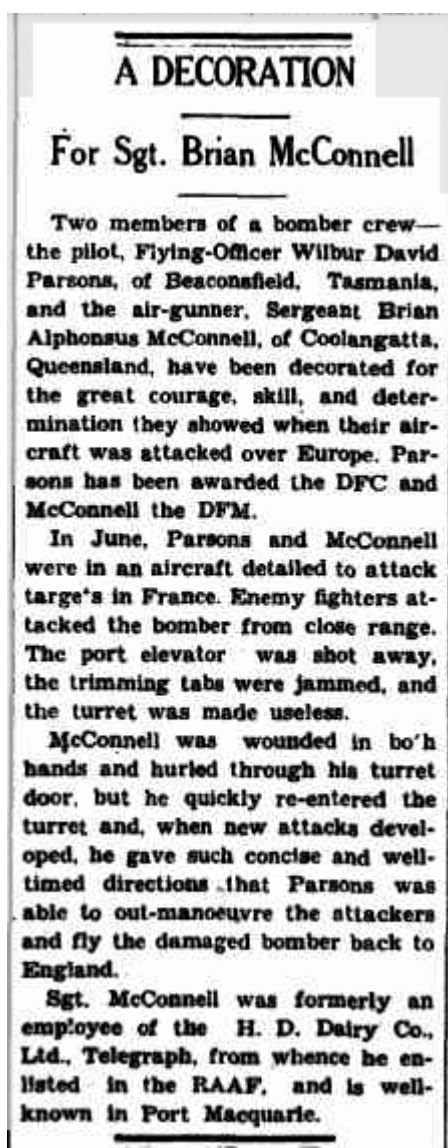 A DECORATION
For Sgt. Brian McConnell
Two members of a bomber crew—
the pilot, Flying-Officer Wilbur David
Parsons, of Beaconsfield, Tasmania,
and the air-gunner, Sergeant Brian
Alphonsus McConnell, of Coolangatta,
Queensland, have been decorated for
the great courage, skill, and deter-
mination they showed when their air-
craft was attacked over Europe. Par-
sons has been awarded the DFC and
McConnell the DFM.
In June, Parsons and McConnell
were in an aircraft detailed to attack
targe's in France. Enemy fighters at-
tacked the bomber from close range.
The port elevator was shot away,
the trimming tabs were jammed, and
the turret was made useless.
McConnell was wounded in bo'h
hands and hurled through his turret
door, but he quickly re-entered the
turret and, when new attacks devel-
oped, he gave such concise and well-
timed directions that Parsons was
able to out-manoeuvre the attackers
and fly the damaged bomber back to
England.
Sgt. McConnell was formerly an
employee of the H. D. Dairy Co.,
Ltd., Telegraph, from whence he en-
listed in the RAAF, and is well-
known in Port Macquarie.